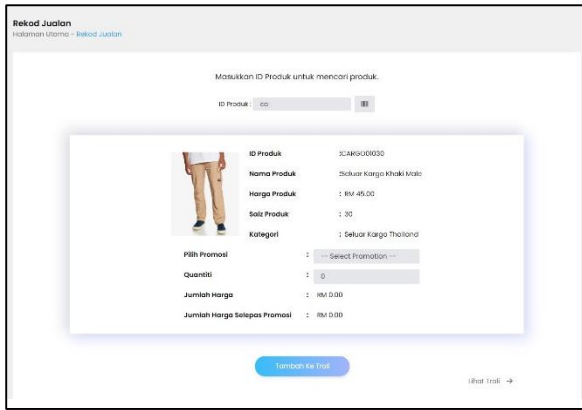 Rekod Jualan
Halaman Utama - Rekod Jualan
Masukkan ID Produk untuk mencari produk.
ID Produk : ca
ID Produk :CARGO01030
Nama Produk :Seluar Kargo Khaki Male
Harga Produk : RM 45.00
Saiz Produk : 30
Kategori : Seluar Kargo Thailand
Pilih Promosi : -- Select Promotion --
Quantiti : 0
Jumlah Harga : RM 0.00
Jumlah Harga Selepas Promosi : RM 0.00
Tambah Ke Troli
Lihat Troli →